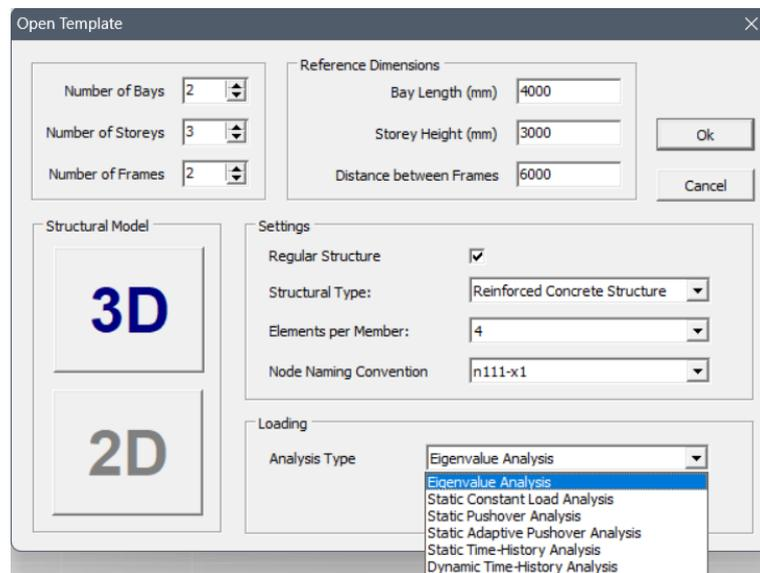 Open Template
Number of Bays 2
Number of Storeys 3
Number of Frames 2
Reference Dimensions
Bay Length (mm) 4000
Storey Height (mm) 3000
Distance between Frames 6000
Ok
Cancel
Structural Model
3D
2D
Settings
Regular Structure
Structural Type: Reinforced Concrete Structure
Elements per Member: 4
Node Naming Convention n111-x1
Loading
Analysis Type Eigenvalue Analysis
Eigenvalue Analysis
Static Constant Load Analysis
Static Pushover Analysis
Static Adaptive Pushover Analysis
Static Time-History Analysis
Dynamic Time-History Analysis